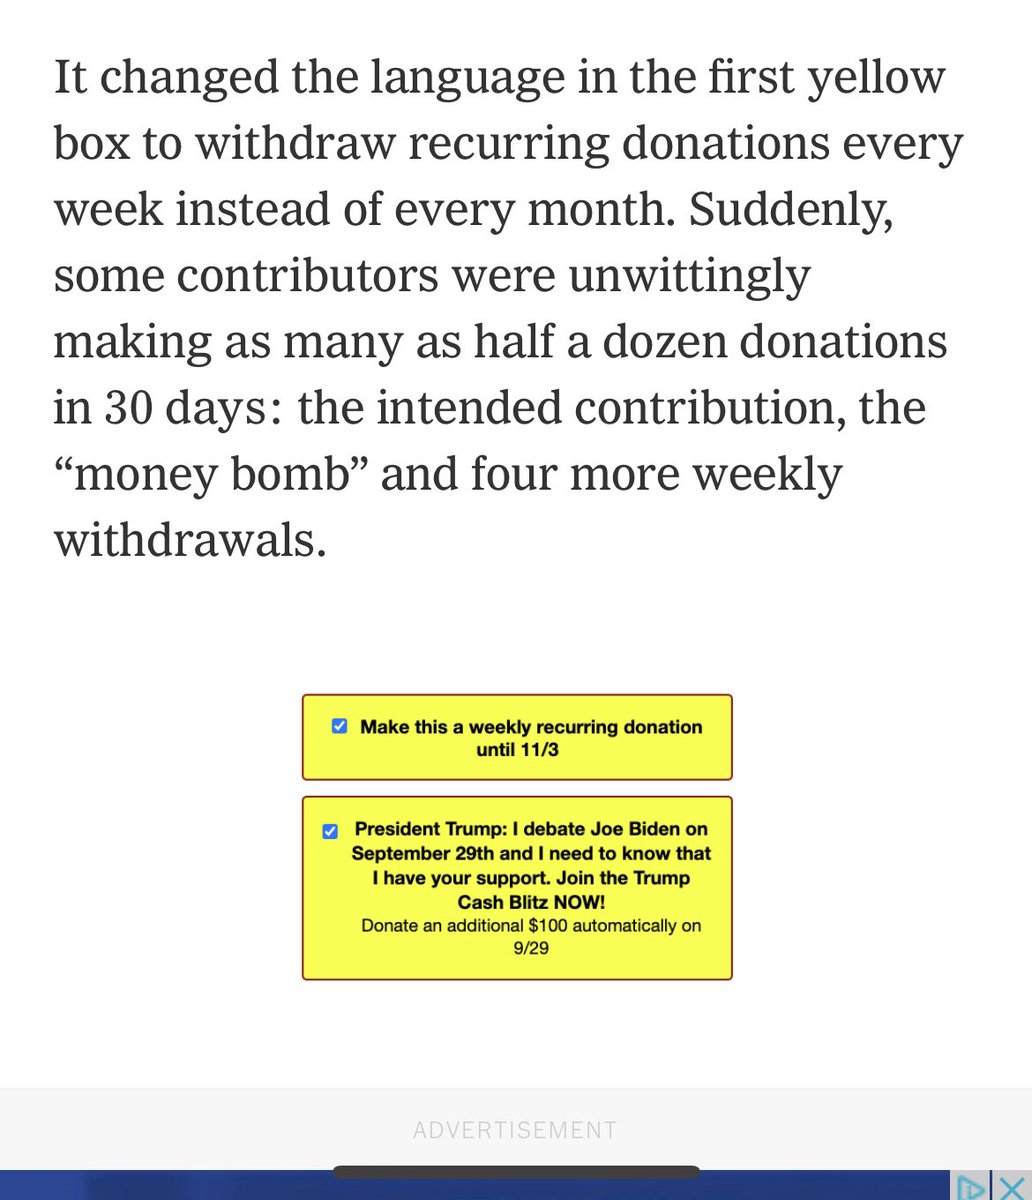 It changed the language in the first yellow
box to withdraw recurring donations every
week instead of every month. Suddenly,
some contributors were unwittingly
making as many as half a dozen donations
in 30 days: the intended contribution, the
“money bomb” and four more weekly
withdrawals.
Make this a weekly recurring donation
until 11/3
President Trump: I debate Joe Biden on
September 29th and I need to know that
I have your support. Join the Trump
Cash Blitz NOW!
Donate an additional $100 automatically on
9/29
ADVERTISEMENT